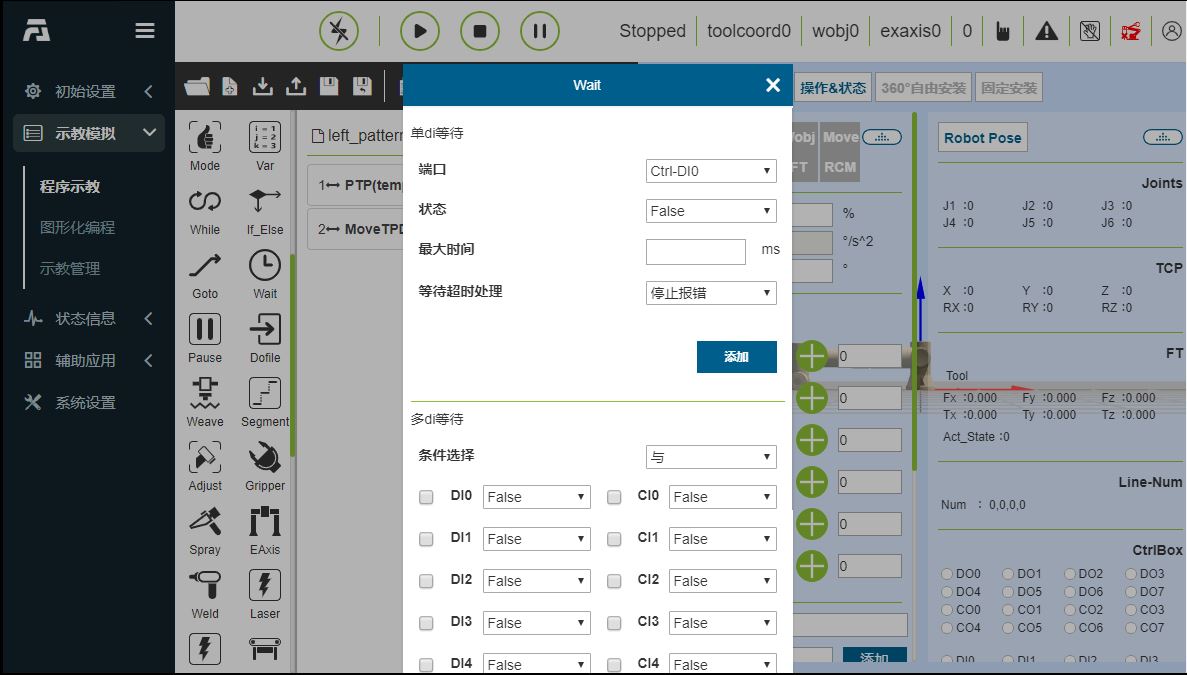 Stopped toolcoord0 wobj0 exaxis0 0
初始设置
示教模拟
程序示教
图形化编程
示教管理
状态信息
辅助应用
系统设置
Mode Var
i = 1
j = 2
k = 3
While If_Else
Goto Wait
Pause Dofile
Weave Segment
Adjust Gripper
Spray EAxis
Weld Laser
left_pattern
1 PTP(temp
2 MoveTPD
Wait
单di等待
端口 Ctrl-DI0
状态 False
最大时间 ms
等待超时处理 停止报错
添加
多di等待
条件选择 与
DI0 False CI0 False
DI1 False CI1 False
DI2 False CI2 False
DI3 False CI3 False
DI4 False CI4 False
操作&状态 360°自由安装 固定安装
obj Move
FT RCM
%
°/s^2
°
0
0
0
0
0
0
添加
Robot Pose
Joints
J1 :0 J2 :0 J3 :0
J4 :0 J5 :0 J6 :0
TCP
X :0 Y :0 Z :0
RX :0 RY :0 RZ :0
FT
Tool
Fx :0.000 Fy :0.000 Fz :0.000
Tx :0.000 Ty :0.000 Tz :0.000
Act_State :0
Line-Num
Num : 0,0,0,0
CtrlBox
DO0 DO1 DO2 DO3
DO4 DO5 DO6 DO7
CO0 CO1 CO2 CO3
CO4 CO5 CO6 CO7
DI0 DI1 DI2 DI3